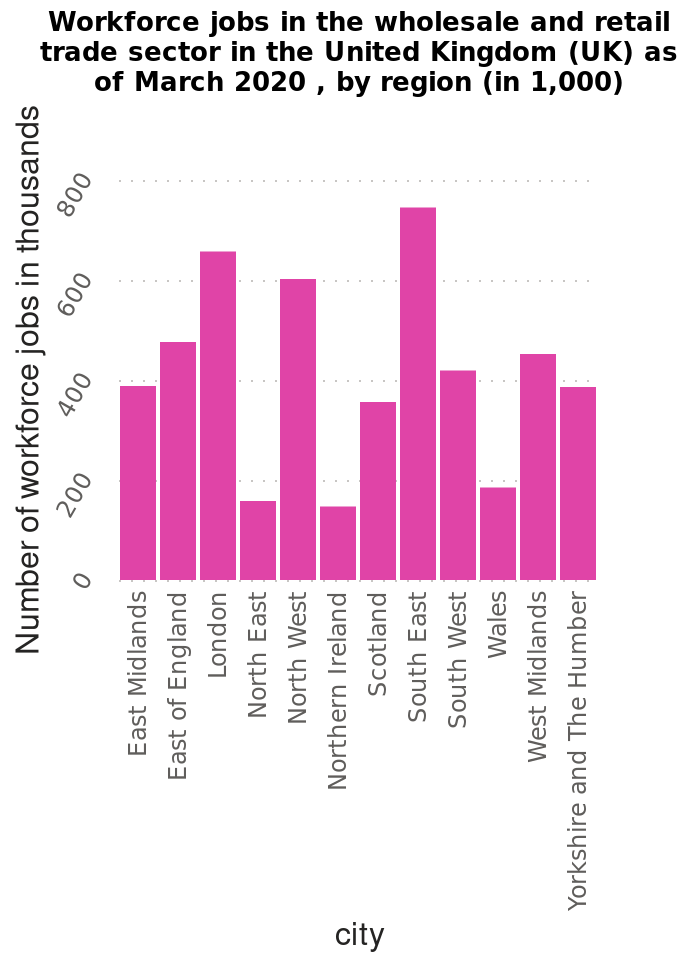 Workforce jobs in the wholesale and retail
trade sector in the United Kingdom (UK) as
of March 2020 , by region (in 1,000)
Number of workforce jobs in thousands
800
600
400
200
0
East Midlands
East of England
London
North East
North West
Northern Ireland
Scotland
South East
South West
Wales
West Midlands
Yorkshire and The Humber
city